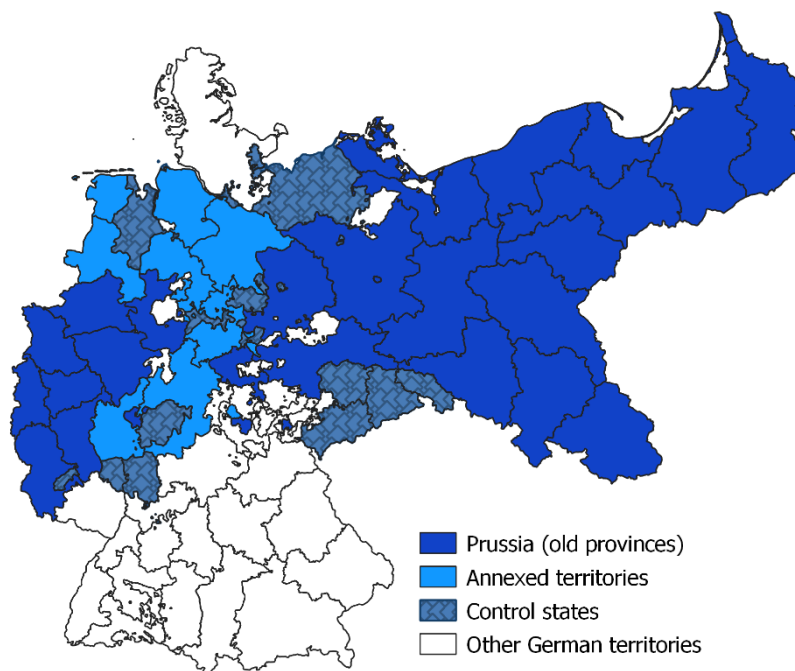 Prussia (old provinces)
Annexed territories
Control states
Other German territories